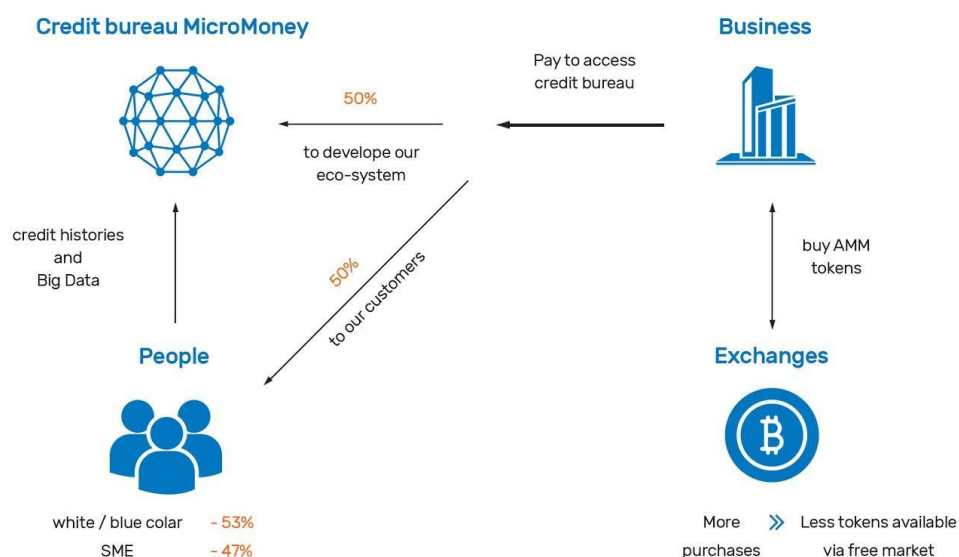 Credit bureau MicroMoney
Business
Pay to access
credit bureau
50%
to develope our
eco-system
credit histories
and
Big Data
50%
to our customers
buy AMM
tokens
People
Exchanges
white / blue colar - 53%
SME - 47%
More purchases
Less tokens available
via free market